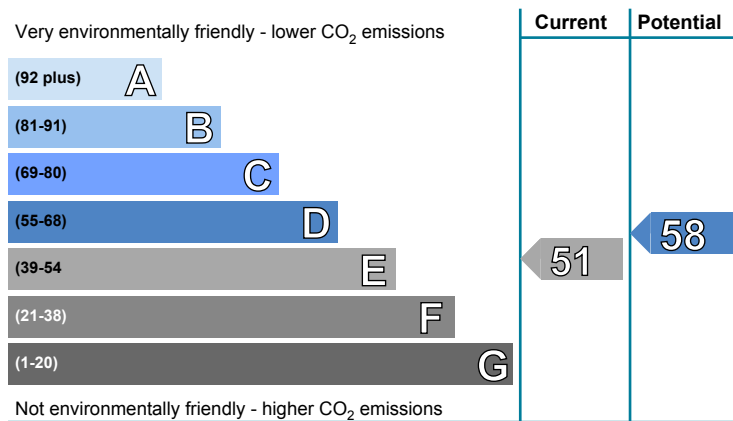 Current Potential
Very environmentally friendly - lower CO2 emissions
(92 plus) A
(81-91) B
(69-80) C
(55-68) D
(39-54 E
(21-38) F
(1-20) G
51
58
Not environmentally friendly - higher CO2 emissions